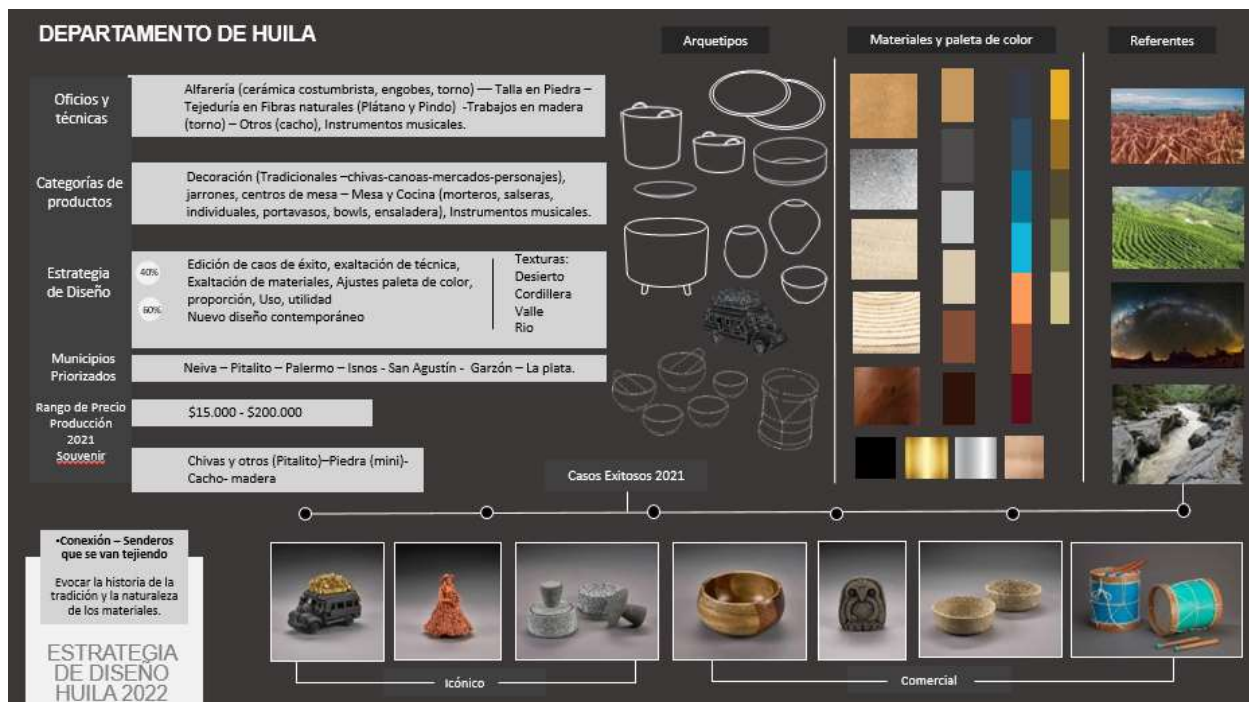 DEPARTAMENTO DE HUILA
Oficios y
técnicas
Alfarería (cerámica costumbrista, engobes, torno) — Talla en Piedra –
Tejeduría en Fibras naturales (Plátano y Pindo) -Trabajos en madera
(torno) – Otros (cacho), Instrumentos musicales.
Categorías de
productos
Decoración (Tradicionales –chivas-canoas-mercados-personajes),
jarrones, centros de mesa – Mesa y Cocina (morteros, salseras,
individuales, portavasos, bowls, ensaladera), Instrumentos musicales.
Estrategia
de Diseño
40%
60%
Edición de caos de éxito, exaltación de técnica,
Exaltación de materiales, Ajustes paleta de color,
proporción, Uso, utilidad
Nuevo diseño contemporáneo
Texturas:
Desierto
Cordillera
Valle
Rio
Municipios
Priorizados
Neiva – Pitalito – Palermo – Isnos - San Agustín - Garzón – La plata.
Rango de Precio
Producción
2021
Souvenir
$15.000 - $200.000
Chivas y otros (Pitalito)–Piedra (mini)-
Cacho- madera
Arquetipos
Materiales y paleta de color
Referentes
Casos Exitosos 2021
•Conexión – Senderos
que se van tejiendo
Evocar la historia de la
tradición y la naturaleza
de los materiales.
ESTRATEGIA
DE DISEÑO
HUILA 2022
Icónico
Comercial